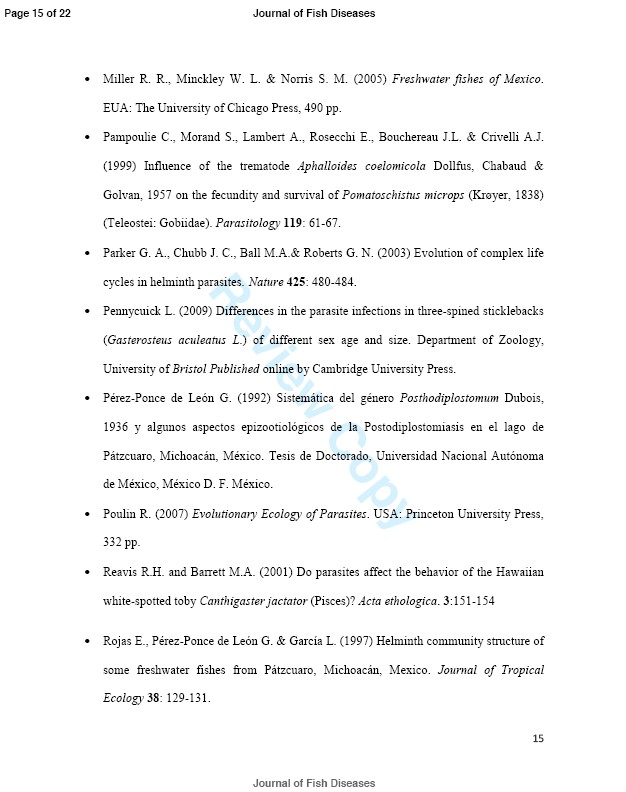 Page 15 of 22
Journal of Fish Diseases
• Miller R. R., Minckley W. L. & Norris S. M. (2005) Freshwater fishes of Mexico.
EUA: The University of Chicago Press, 490 pp.
• Pampoulie C., Morand S., Lambert A., Rosecchi E., Bouchereau J.L. & Crivelli A.J.
(1999) Influence of the trematode Aphalloides coelomicola Dollfus, Chabaud &
Golvan, 1957 on the fecundity and survival of Pomatoschistus microps (Krøyer, 1838)
(Teleostei: Gobiidae). Parasitology 119: 61-67.
• Parker G. A., Chubb J. C., Ball M.A.& Roberts G. N. (2003) Evolution of complex life
cycles in helminth parasites. Nature 425: 480-484.
• Pennycuick L. (2009) Differences in the parasite infections in three-spined sticklebacks
(Gasterosteus aculeatus L.) of different sex age and size. Department of Zoology,
University of Bristol Published online by Cambridge University Press.
• Pérez-Ponce de León G. (1992) Sistemática del género Posthodiplostomum Dubois,
1936 y algunos aspectos epizootiológicos de la Postodiplostomiasis en el lago de
Pátzcuaro, Michoacán, México. Tesis de Doctorado, Universidad Nacional Autónoma
de México, México D. F. México.
• Poulin R. (2007) Evolutionary Ecology of Parasites. USA: Princeton University Press,
332 pp.
• Reavis R.H. and Barrett M.A. (2001) Do parasites affect the behavior of the Hawaiian
white-spotted toby Canthigaster jactator (Pisces)? Acta ethologica. 3:151-154
• Rojas E., Pérez-Ponce de León G. & García L. (1997) Helminth community structure of
some freshwater fishes from Pátzcuaro, Michoacán, Mexico. Journal of Tropical
Ecology 38: 129-131.
Review Copy
15
Journal of Fish Diseases